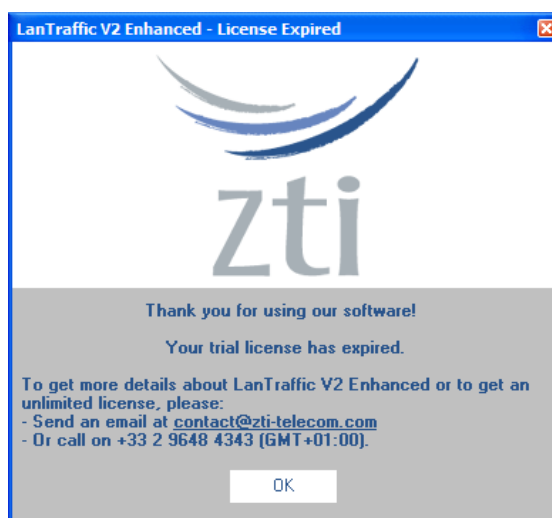 LanTraffic V2 Enhanced - License Expired
zti
Thank you for using our software!
Your trial license has expired.
To get more details about LanTraffic V2 Enhanced or to get an
unlimited license, please:
- Send an email at contact@zti-telecom.com
- Or call on +33 2 9648 4343 (GMT+01:00).
OK